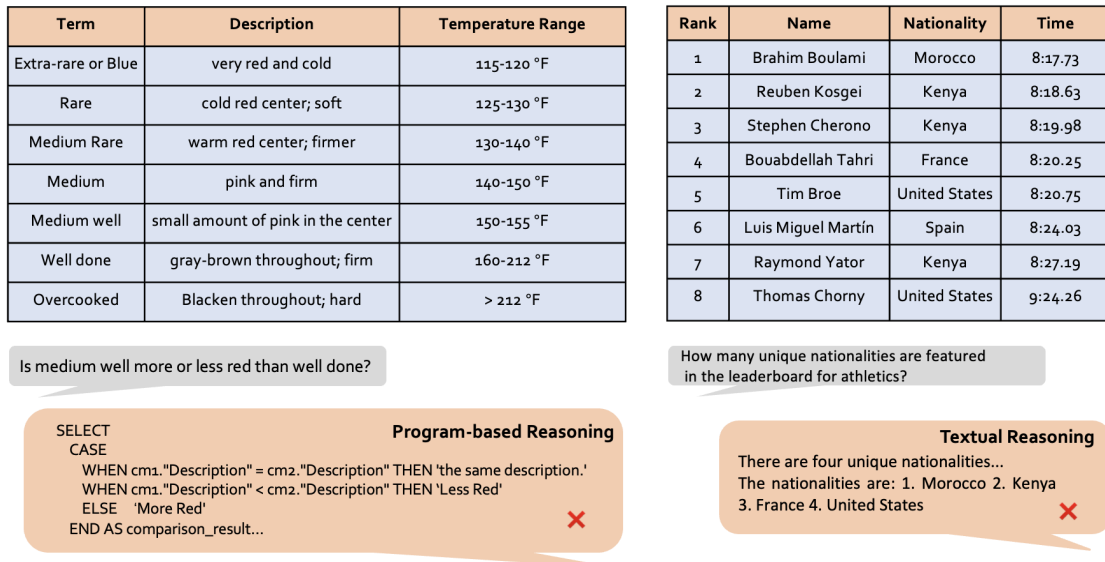 Term Description Temperature Range
Extra-rare or Blue very red and cold 115-120 °F
Rare cold red center; soft 125-130 °F
Medium Rare warm red center; firmer 130-140 °F
Medium pink and firm 140-150 °F
Medium well small amount of pink in the center 150-155 °F
Well done gray-brown throughout; firm 160-212 °F
Overcooked Blacken throughout; hard > 212 °F
Is medium well more or less red than well done?
Program-based Reasoning
SELECT
CASE
WHEN cm1."Description" = cm2."Description" THEN 'the same description.'
WHEN cm1."Description" < cm2."Description" THEN 'Less Red'
ELSE 'More Red'
END AS comparison_result...
Rank Name Nationality Time
1 Brahim Boulami Morocco 8:17.73
2 Reuben Kosgei Kenya 8:18.63
3 Stephen Cherono Kenya 8:19.98
4 Bouabdellah Tahri France 8:20.25
5 Tim Broe United States 8:20.75
6 Luis Miguel Martín Spain 8:24.03
7 Raymond Yator Kenya 8:27.19
8 Thomas Chorny United States 9:24.26
How many unique nationalities are featured
in the leaderboard for athletics?
Textual Reasoning
There are four unique nationalities...
The nationalities are: 1. Morocco 2. Kenya
3. France 4. United States